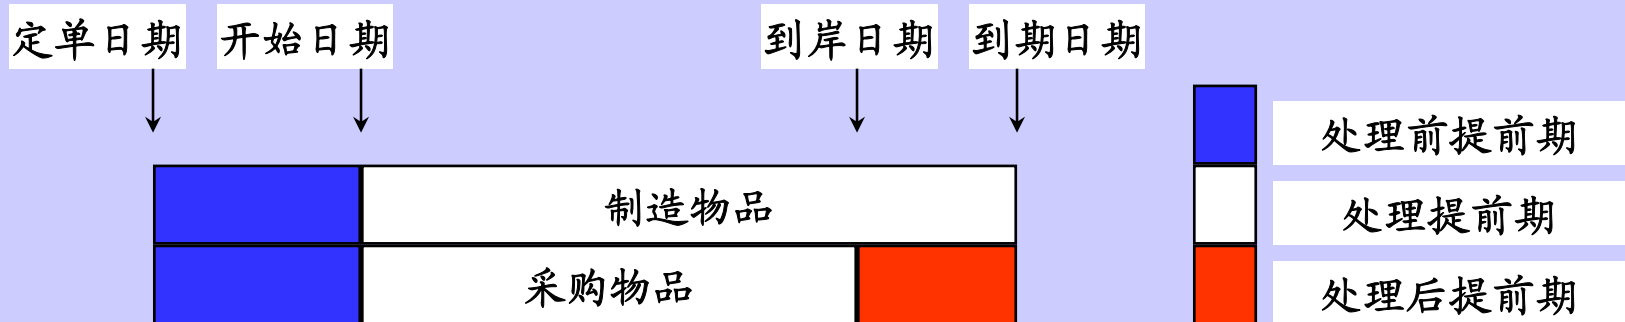 定单日期
开始日期
到岸日期
到期日期
处理前提前期
制造物品
处理提前期
采购物品
处理后提前期